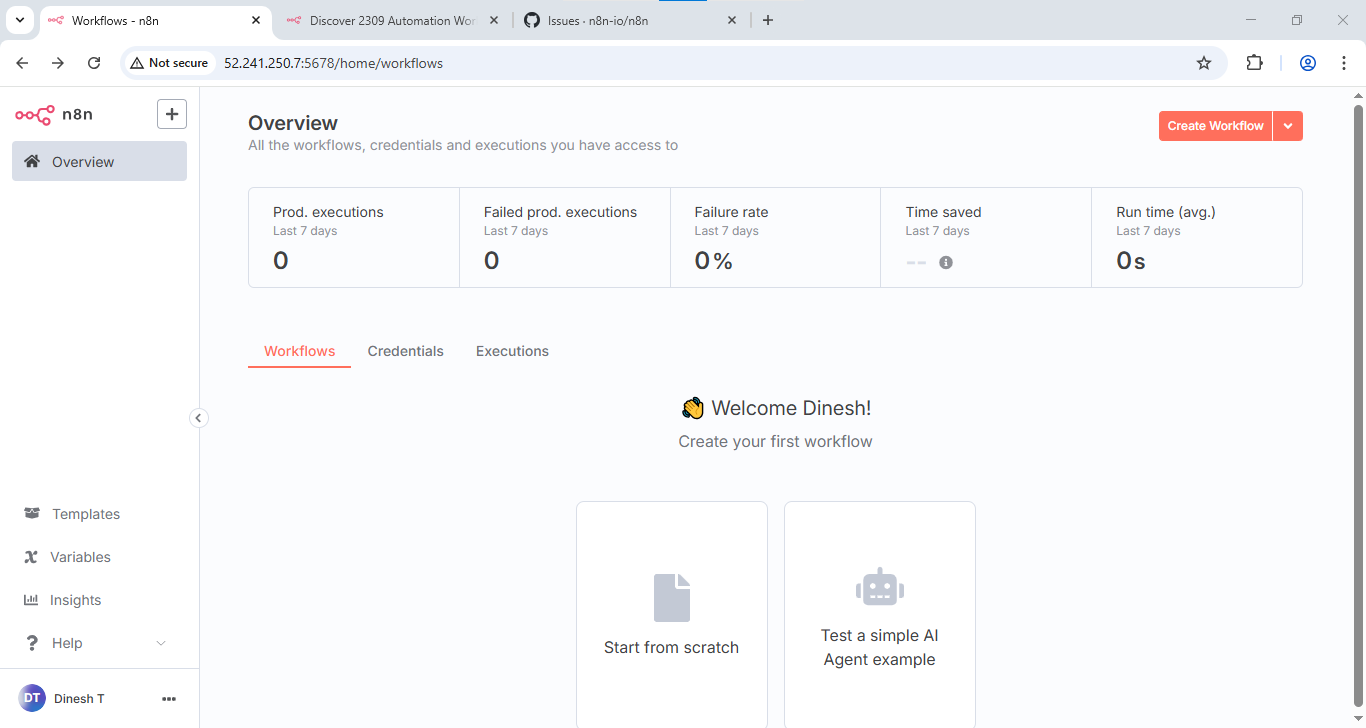 Workflows - n8n
Discover 2309 Automation Wor
Issues · n8n-io/n8n
Not secure
52.241.250.7:5678/home/workflows
n8n
Overview
Overview
All the workflows, credentials and executions you have access to
Create Workflow
Prod. executions
Last 7 days
0
Failed prod. executions
Last 7 days
0
Failure rate
Last 7 days
0%
Time saved
Last 7 days
--
Run time (avg.)
Last 7 days
0s
Workflows
Credentials
Executions
👋 Welcome Dinesh!
Create your first workflow
Start from scratch
Test a simple AI
Agent example
Templates
Variables
Insights
Help
DT
Dinesh T